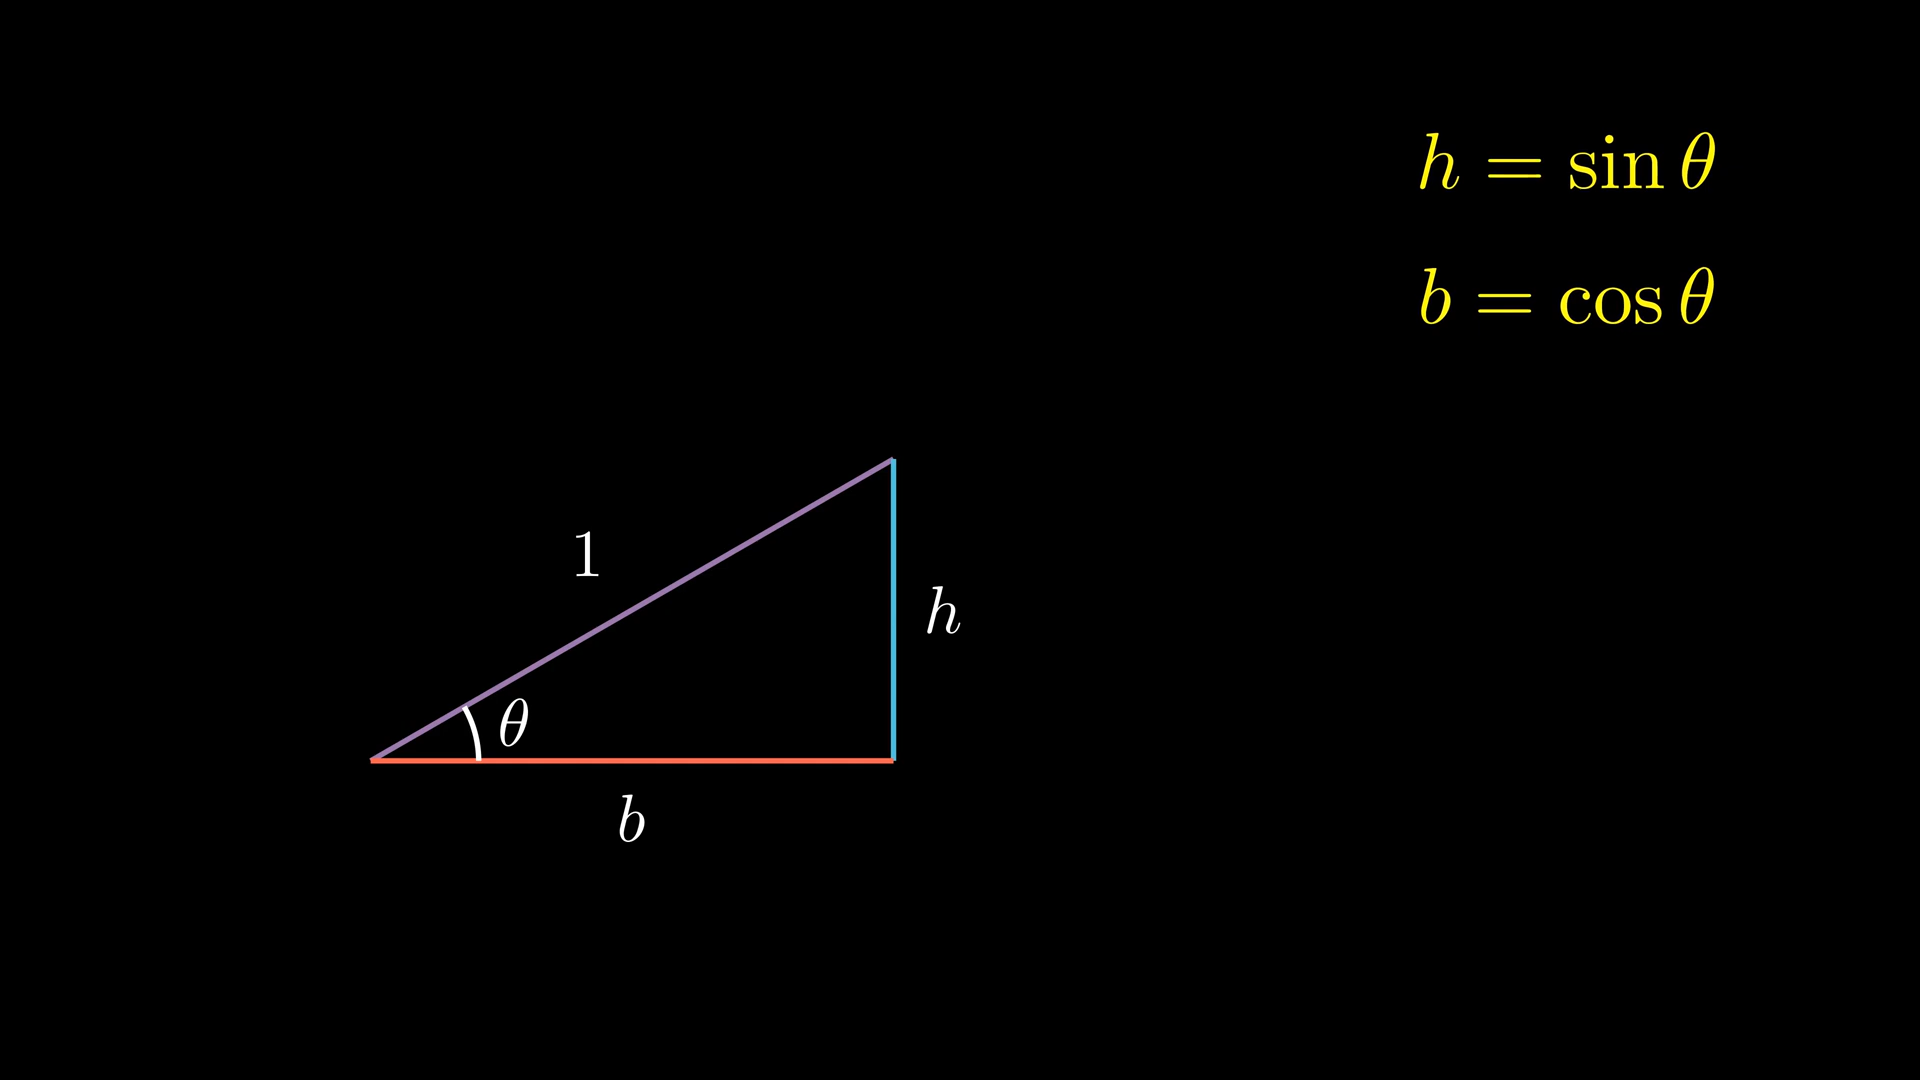 h = sin θ
b = cos θ
1
h
θ
b